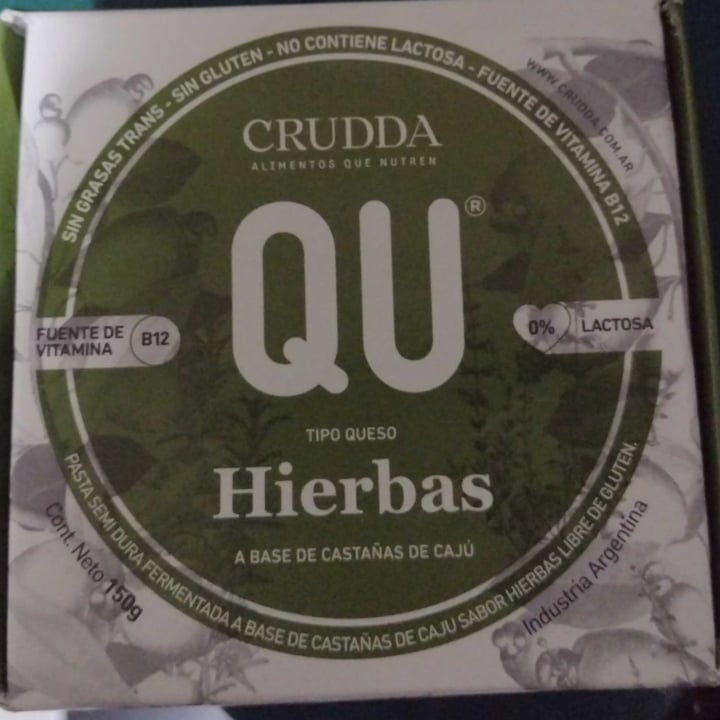 SIN GRASAS TRANS - SIN GLUTEN - NO CONTIENE LACTOSA - FUENTE DE VITAMINA B12
WWW.CRUDDA.COM.AR
CRUDDA
ALIMENTOS QUE NUTREN
QU®
FUENTE DE
VITAMINA
B12
0%
LACTOSA
TIPO QUESO
Hierbas
A BASE DE CASTAÑAS DE CAJÚ
PASTA SEMI DURA FERMENTADA A BASE DE CASTAÑAS DE CAJU SABOR HIERBAS LIBRE DE GLUTEN.
Cont. Neto 150g
Industria Argentina